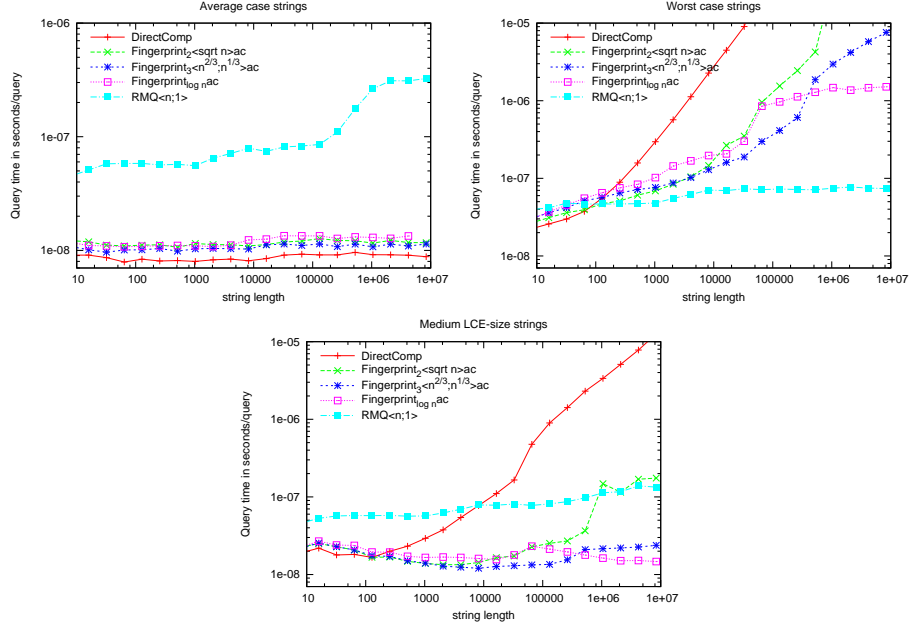 Average case strings
1e-06
1e-07
1e-08
Query time in seconds/query
DirectComp
Fingerprint2<sqrt n>ac
Fingerprint3<n^2/3;n^1/3>ac
Fingerprintlog nac
RMQ<n;1>
10 100 1000 10000 100000 1e+06 1e+07
string length
Worst case strings
1e-05
1e-06
1e-07
1e-08
Query time in seconds/query
DirectComp
Fingerprint2<sqrt n>ac
Fingerprint3<n^2/3;n^1/3>ac
Fingerprintlog nac
RMQ<n;1>
10 100 1000 10000 100000 1e+06 1e+07
string length
Medium LCE-size strings
1e-05
1e-06
1e-07
1e-08
Query time in seconds/query
DirectComp
Fingerprint2<sqrt n>ac
Fingerprint3<n^2/3;n^1/3>ac
Fingerprintlog nac
RMQ<n;1>
10 100 1000 10000 100000 1e+06 1e+07
string length